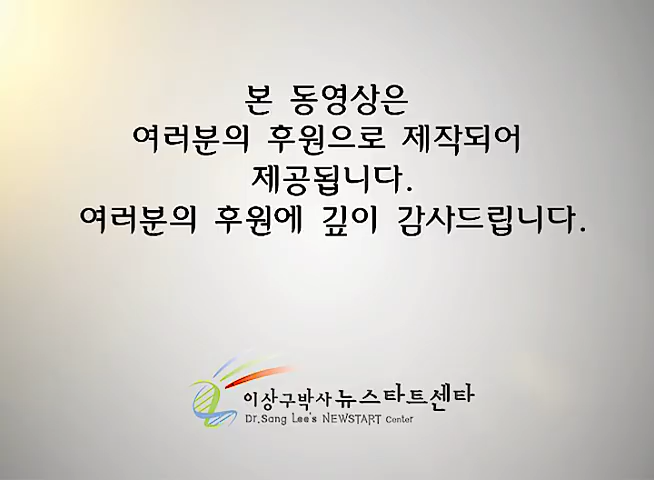 본 동영상은
여러분의 후원으로 제작되어
제공됩니다.
여러분의 후원에 깊이 감사드립니다.
이상구박사 뉴스타트센타
Dr.Sang Lee's NEWSTART Center